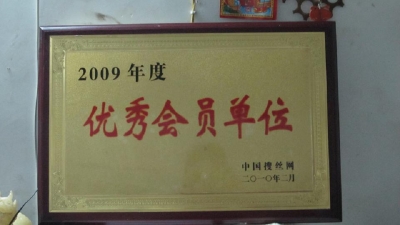 2009年度
优秀会员单位
中国搜丝网
二〇一〇年二月